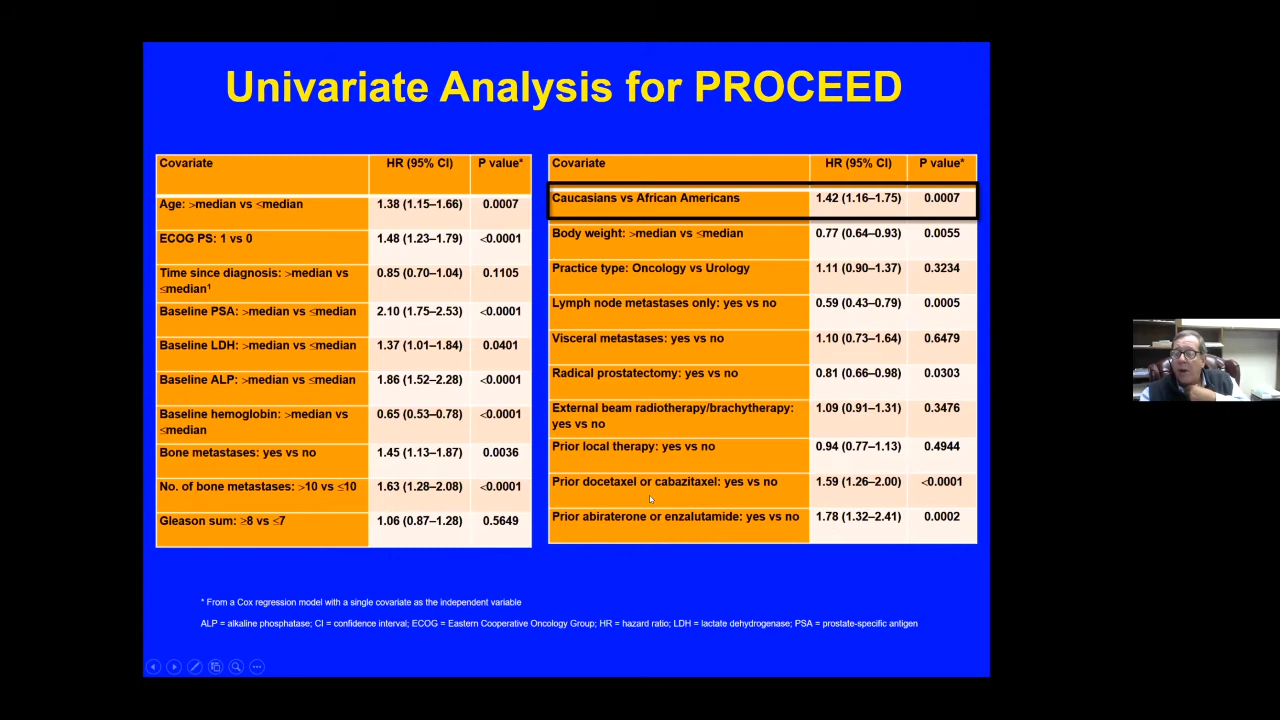 Univariate Analysis for PROCEED
Covariate HR (95% CI) P value*
Age: >median vs ≤median 1.38 (1.15–1.66) 0.0007
ECOG PS: 1 vs 0 1.48 (1.23–1.79) <0.0001
Time since diagnosis: >median vs
≤median¹ 0.85 (0.70–1.04) 0.1105
Baseline PSA: >median vs ≤median 2.10 (1.75–2.53) <0.0001
Baseline LDH: >median vs ≤median 1.37 (1.01–1.84) 0.0401
Baseline ALP: >median vs ≤median 1.86 (1.52–2.28) <0.0001
Baseline hemoglobin: >median vs
≤median 0.65 (0.53–0.78) <0.0001
Bone metastases: yes vs no 1.45 (1.13–1.87) 0.0036
No. of bone metastases: >10 vs ≤10 1.63 (1.28–2.08) <0.0001
Gleason sum: ≥8 vs ≤7 1.06 (0.87–1.28) 0.5649
Covariate HR (95% CI) P value*
Caucasians vs African Americans 1.42 (1.16–1.75) 0.0007
Body weight: >median vs ≤median 0.77 (0.64–0.93) 0.0055
Practice type: Oncology vs Urology 1.11 (0.90–1.37) 0.3234
Lymph node metastases only: yes vs no 0.59 (0.43–0.79) 0.0005
Visceral metastases: yes vs no 1.10 (0.73–1.64) 0.6479
Radical prostatectomy: yes vs no 0.81 (0.66–0.98) 0.0303
External beam radiotherapy/brachytherapy:
yes vs no 1.09 (0.91–1.31) 0.3476
Prior local therapy: yes vs no 0.94 (0.77–1.13) 0.4944
Prior docetaxel or cabazitaxel: yes vs no 1.59 (1.26–2.00) <0.0001
Prior abiraterone or enzalutamide: yes vs no 1.78 (1.32–2.41) 0.0002
* From a Cox regression model with a single covariate as the independent variable
ALP = alkaline phosphatase; CI = confidence interval; ECOG = Eastern Cooperative Oncology Group; HR = hazard ratio; LDH = lactate dehydrogenase; PSA = prostate-specific antigen